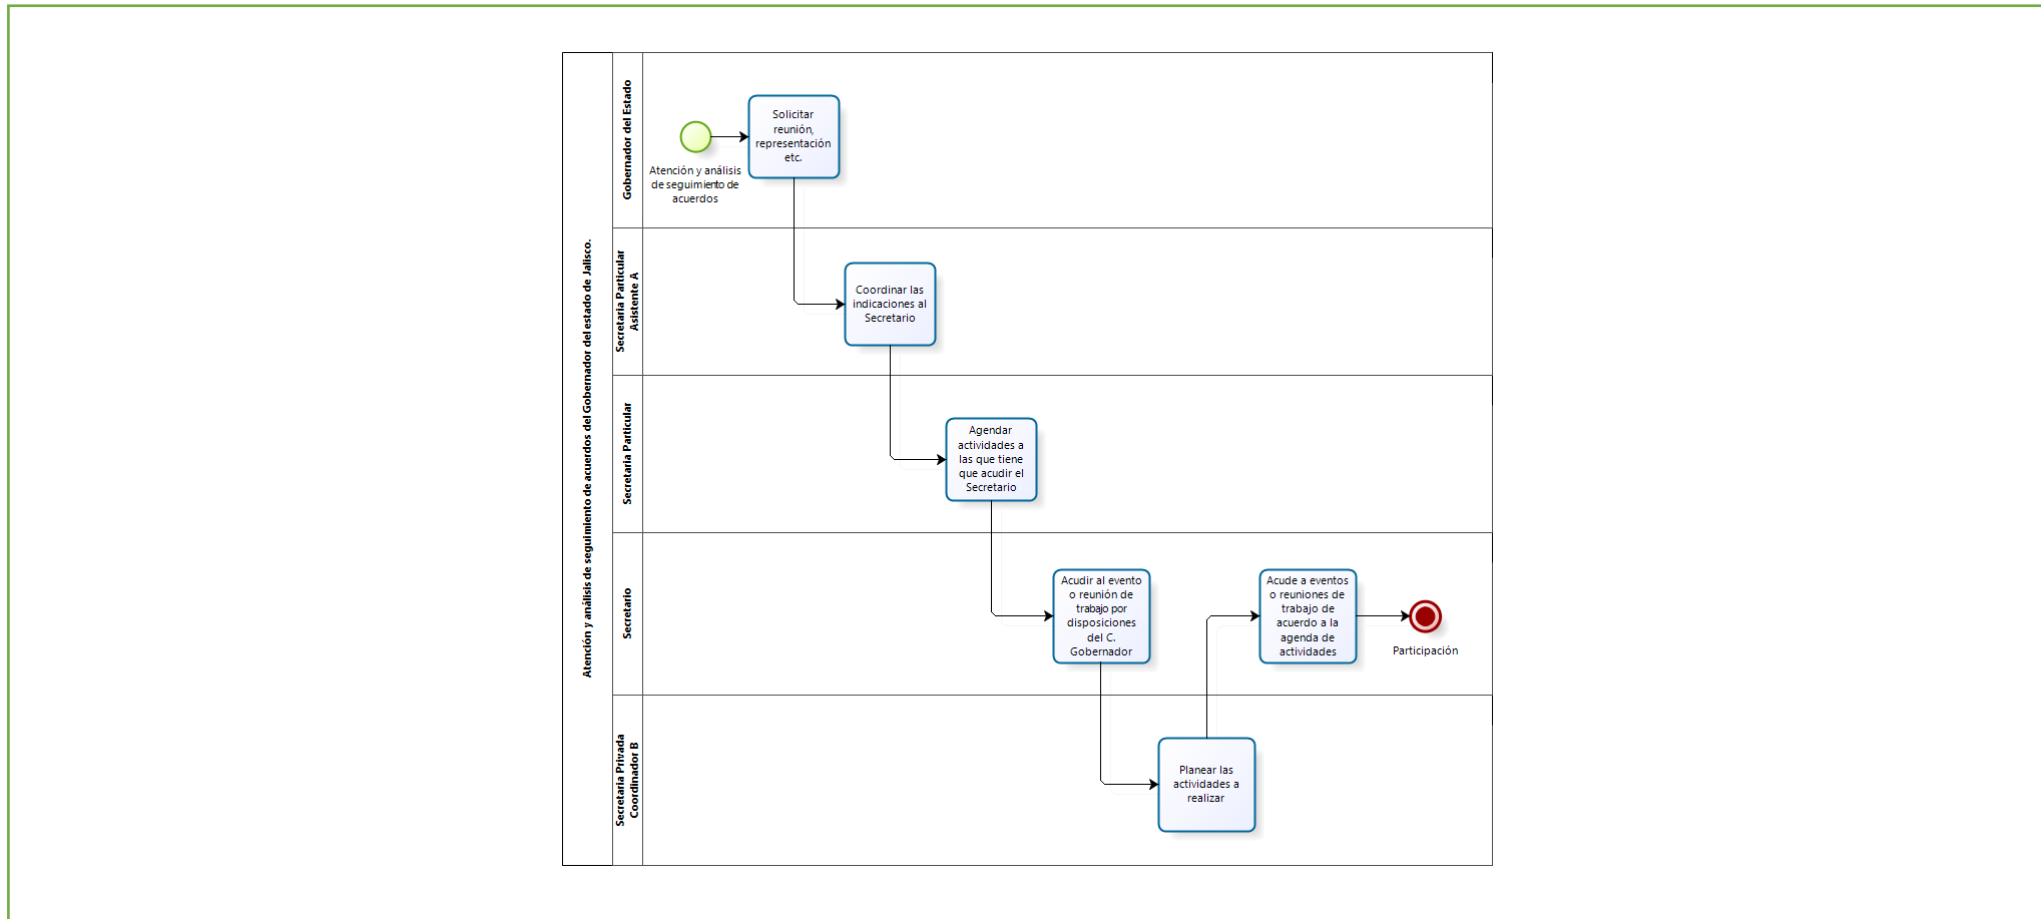 Atención y análisis de seguimiento de acuerdos del Gobernador del estado de Jalisco.
Gobernador del Estado
Atención y análisis
de seguimiento de
acuerdos
Solicitar
reunión,
representación
etc.
Secretaria Particular
Asistente A
Coordinar las
indicaciones al
Secretario
Secretaria Particular
Agendar
actividades a
las que tiene
que acudir el
Secretario
Secretario
Acudir al evento
o reunión de
trabajo por
disposiciones
del C.
Gobernador
Acude a eventos
o reuniones de
trabajo de
acuerdo a la
agenda de
actividades
Participación
Secretaria Privada
Coordinador B
Planear las
actividades a
realizar